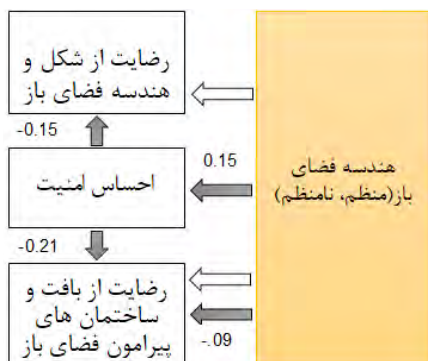 رضایت از شکل و
هندسه فضای باز
-0.15
احساس امنیت
0.15
هندسه فضای
باز(منظم، نامنظم)
-0.21
رضایت از بافت و
ساختمان های
پیرامون فضای باز
-.09